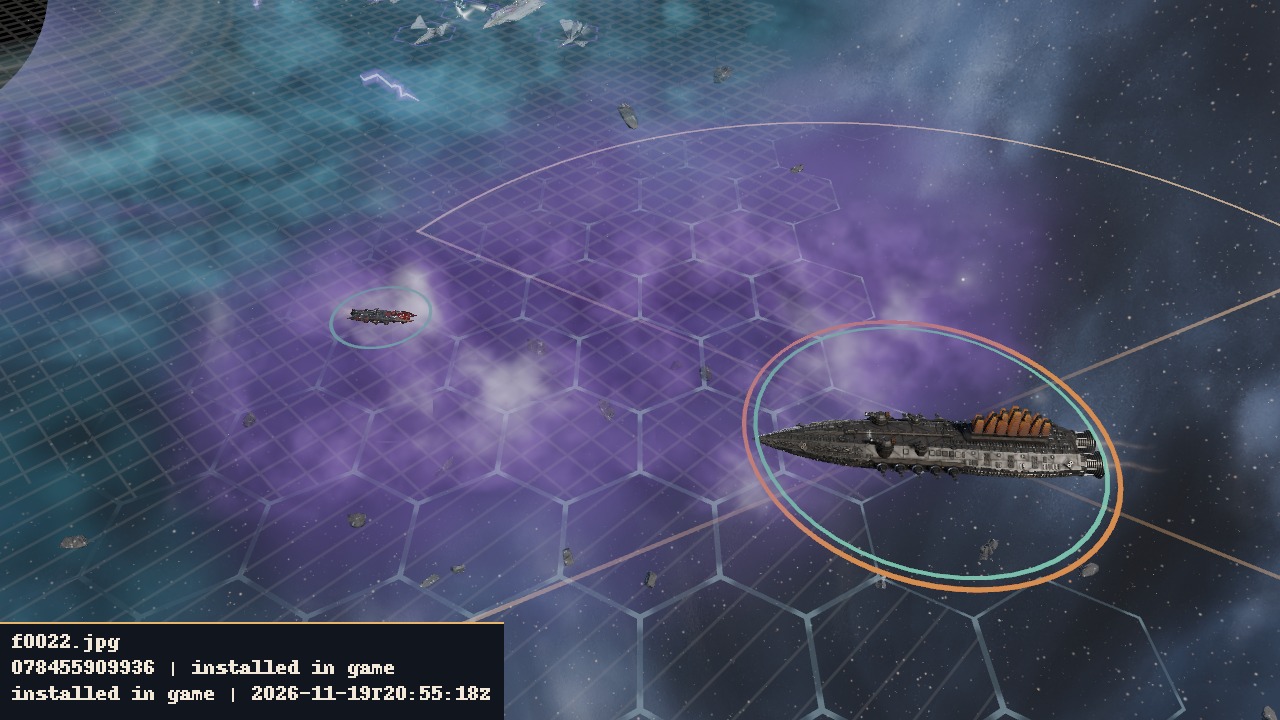 f0022.jpg
078455909936 | installed in game
installed in game | 2026-11-19T20:55:18Z